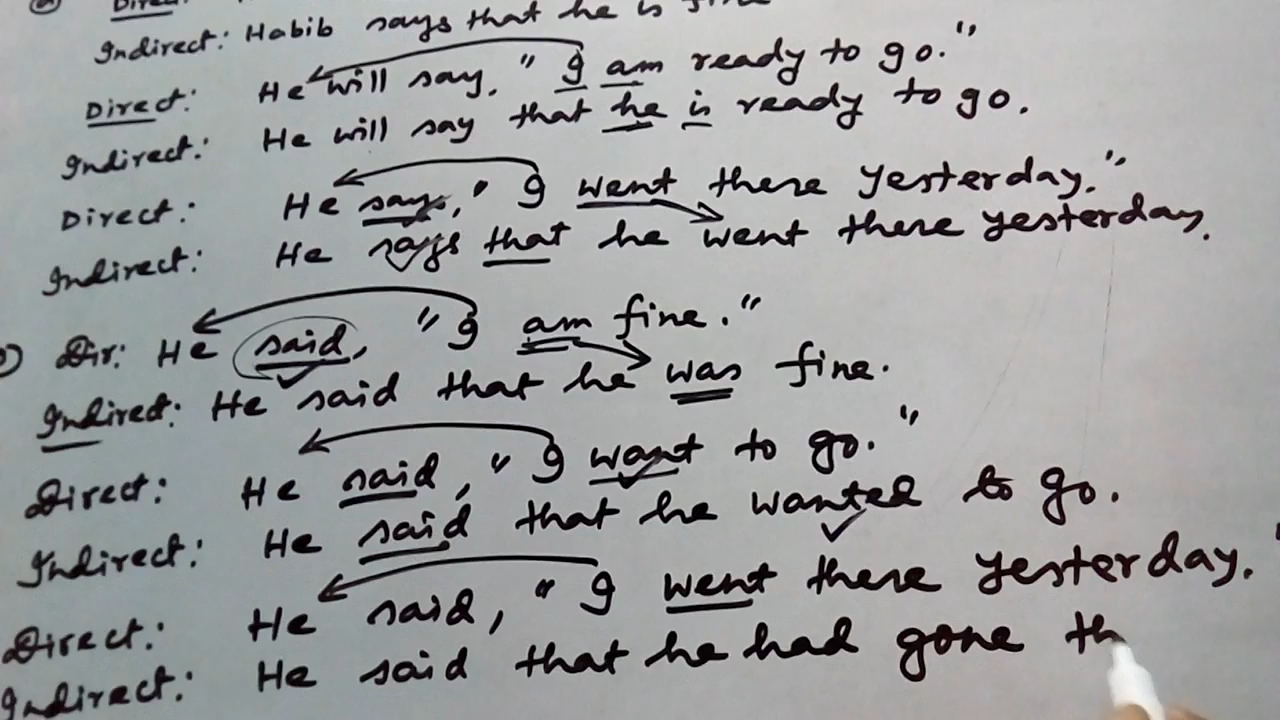 Direct:
Indirect: Habib says that he is fine
Direct: He will say, "I am ready to go."
Indirect: He will say that he is ready to go.
Direct: He says, "I went there yesterday."
Indirect: He says that he went there yesterday.
Dir: He said, "I am fine."
Indirect: He said that he was fine.
Direct: He said, "I want to go."
Indirect: He said that he wanted to go.
Direct: He said, "I went there yesterday."
Indirect: He said that he had gone th